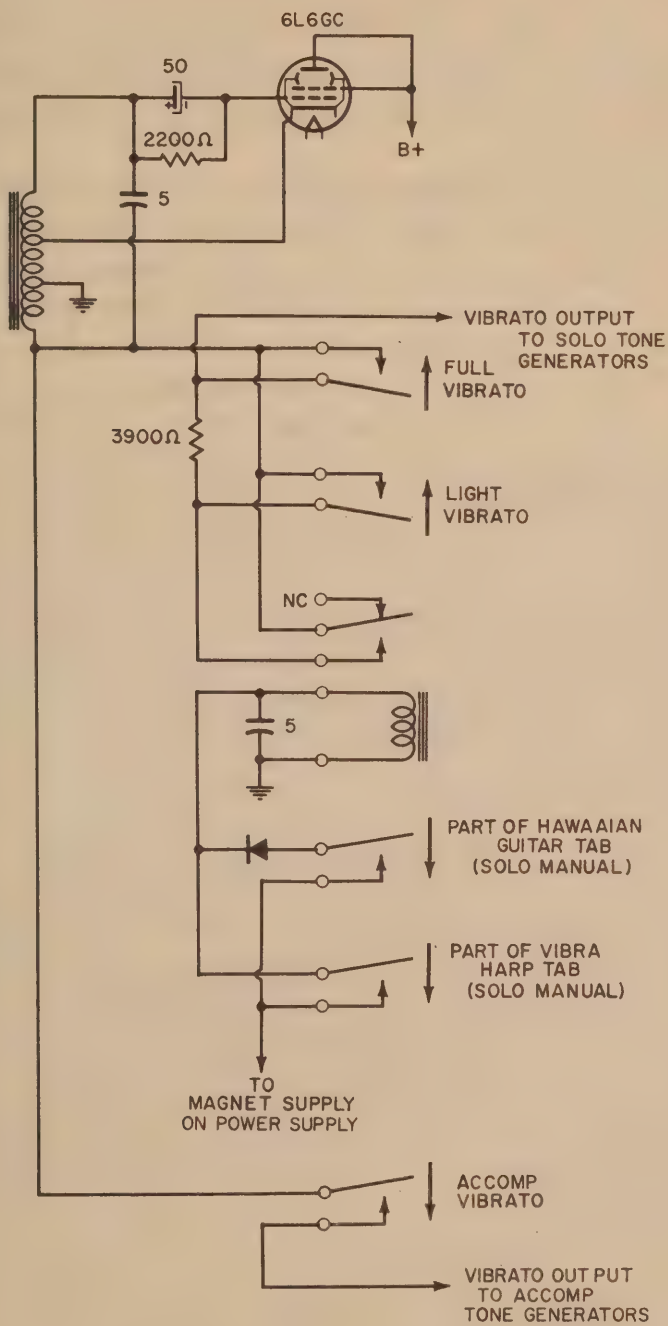 6L6GC
50
+
2200Ω
B+
5
VIBRATO OUTPUT
TO SOLO TONE
GENERATORS
FULL
VIBRATO
3900Ω
LIGHT
VIBRATO
NC
5
PART OF HAWAAIAN
GUITAR TAB
(SOLO MANUAL)
PART OF VIBRA
HARP TAB
(SOLO MANUAL)
TO
MAGNET SUPPLY
ON POWER SUPPLY
ACCOMP
VIBRATO
VIBRATO OUTPUT
TO ACCOMP
TONE GENERATORS